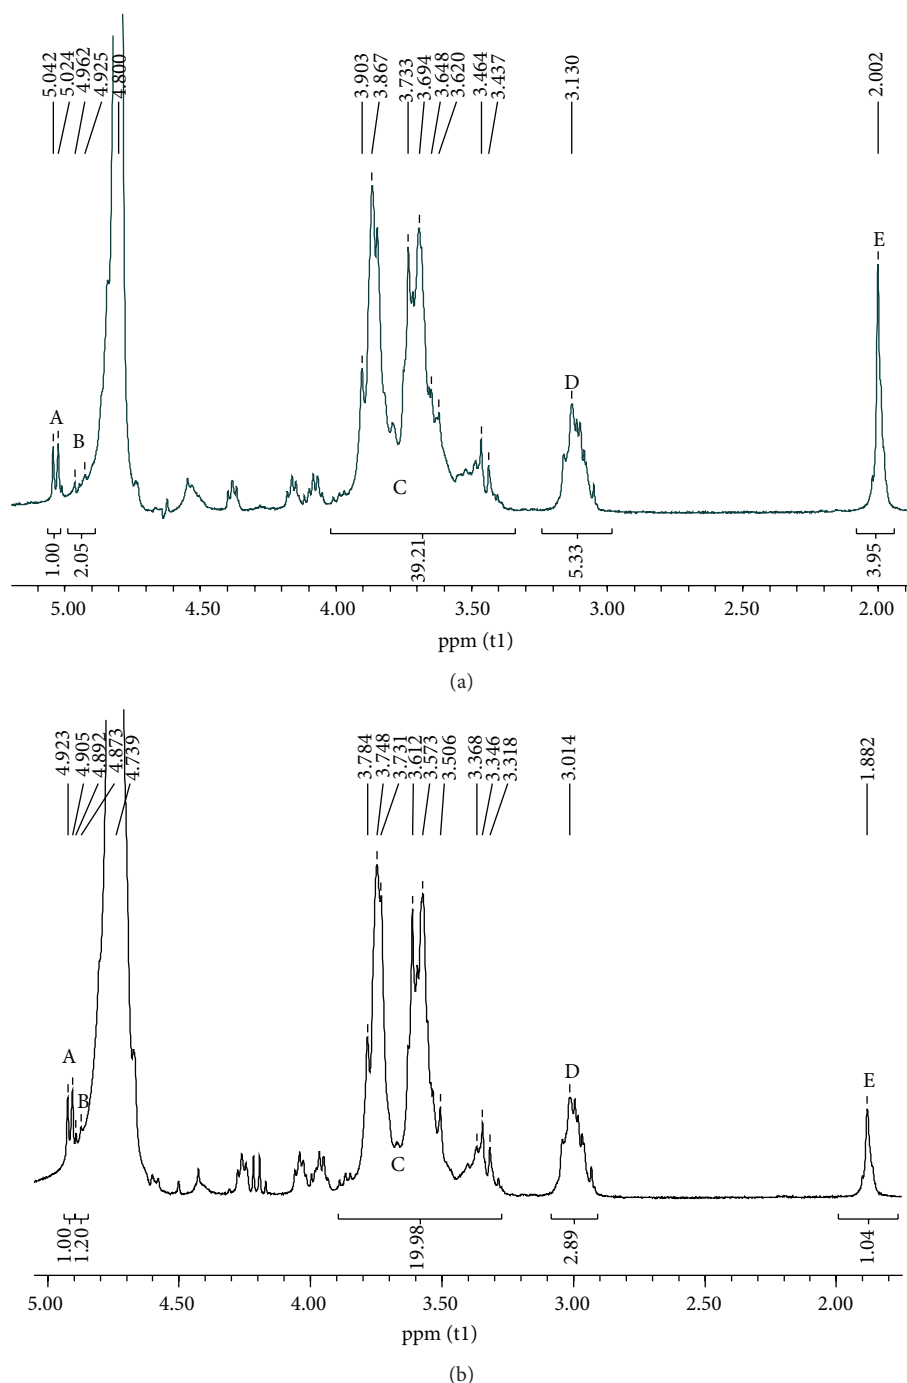 5.042 5.024 4.962 4.925 4.800 3.903 3.867 3.733 3.694 3.648 3.620 3.464 3.437 3.130 2.002
E
D
A
B
C
1.00 2.05 39.21 5.33 3.95
5.00 4.50 4.00 3.50 3.00 2.50 2.00
ppm (t1)
(a)
4.923 4.905 4.892 4.873 4.739 3.784 3.748 3.731 3.612 3.573 3.506 3.368 3.346 3.318 3.014 1.882
A
D
E
B
C
1.00 1.20 19.98 2.89 1.04
5.00 4.50 4.00 3.50 3.00 2.50 2.00
ppm (t1)
(b)